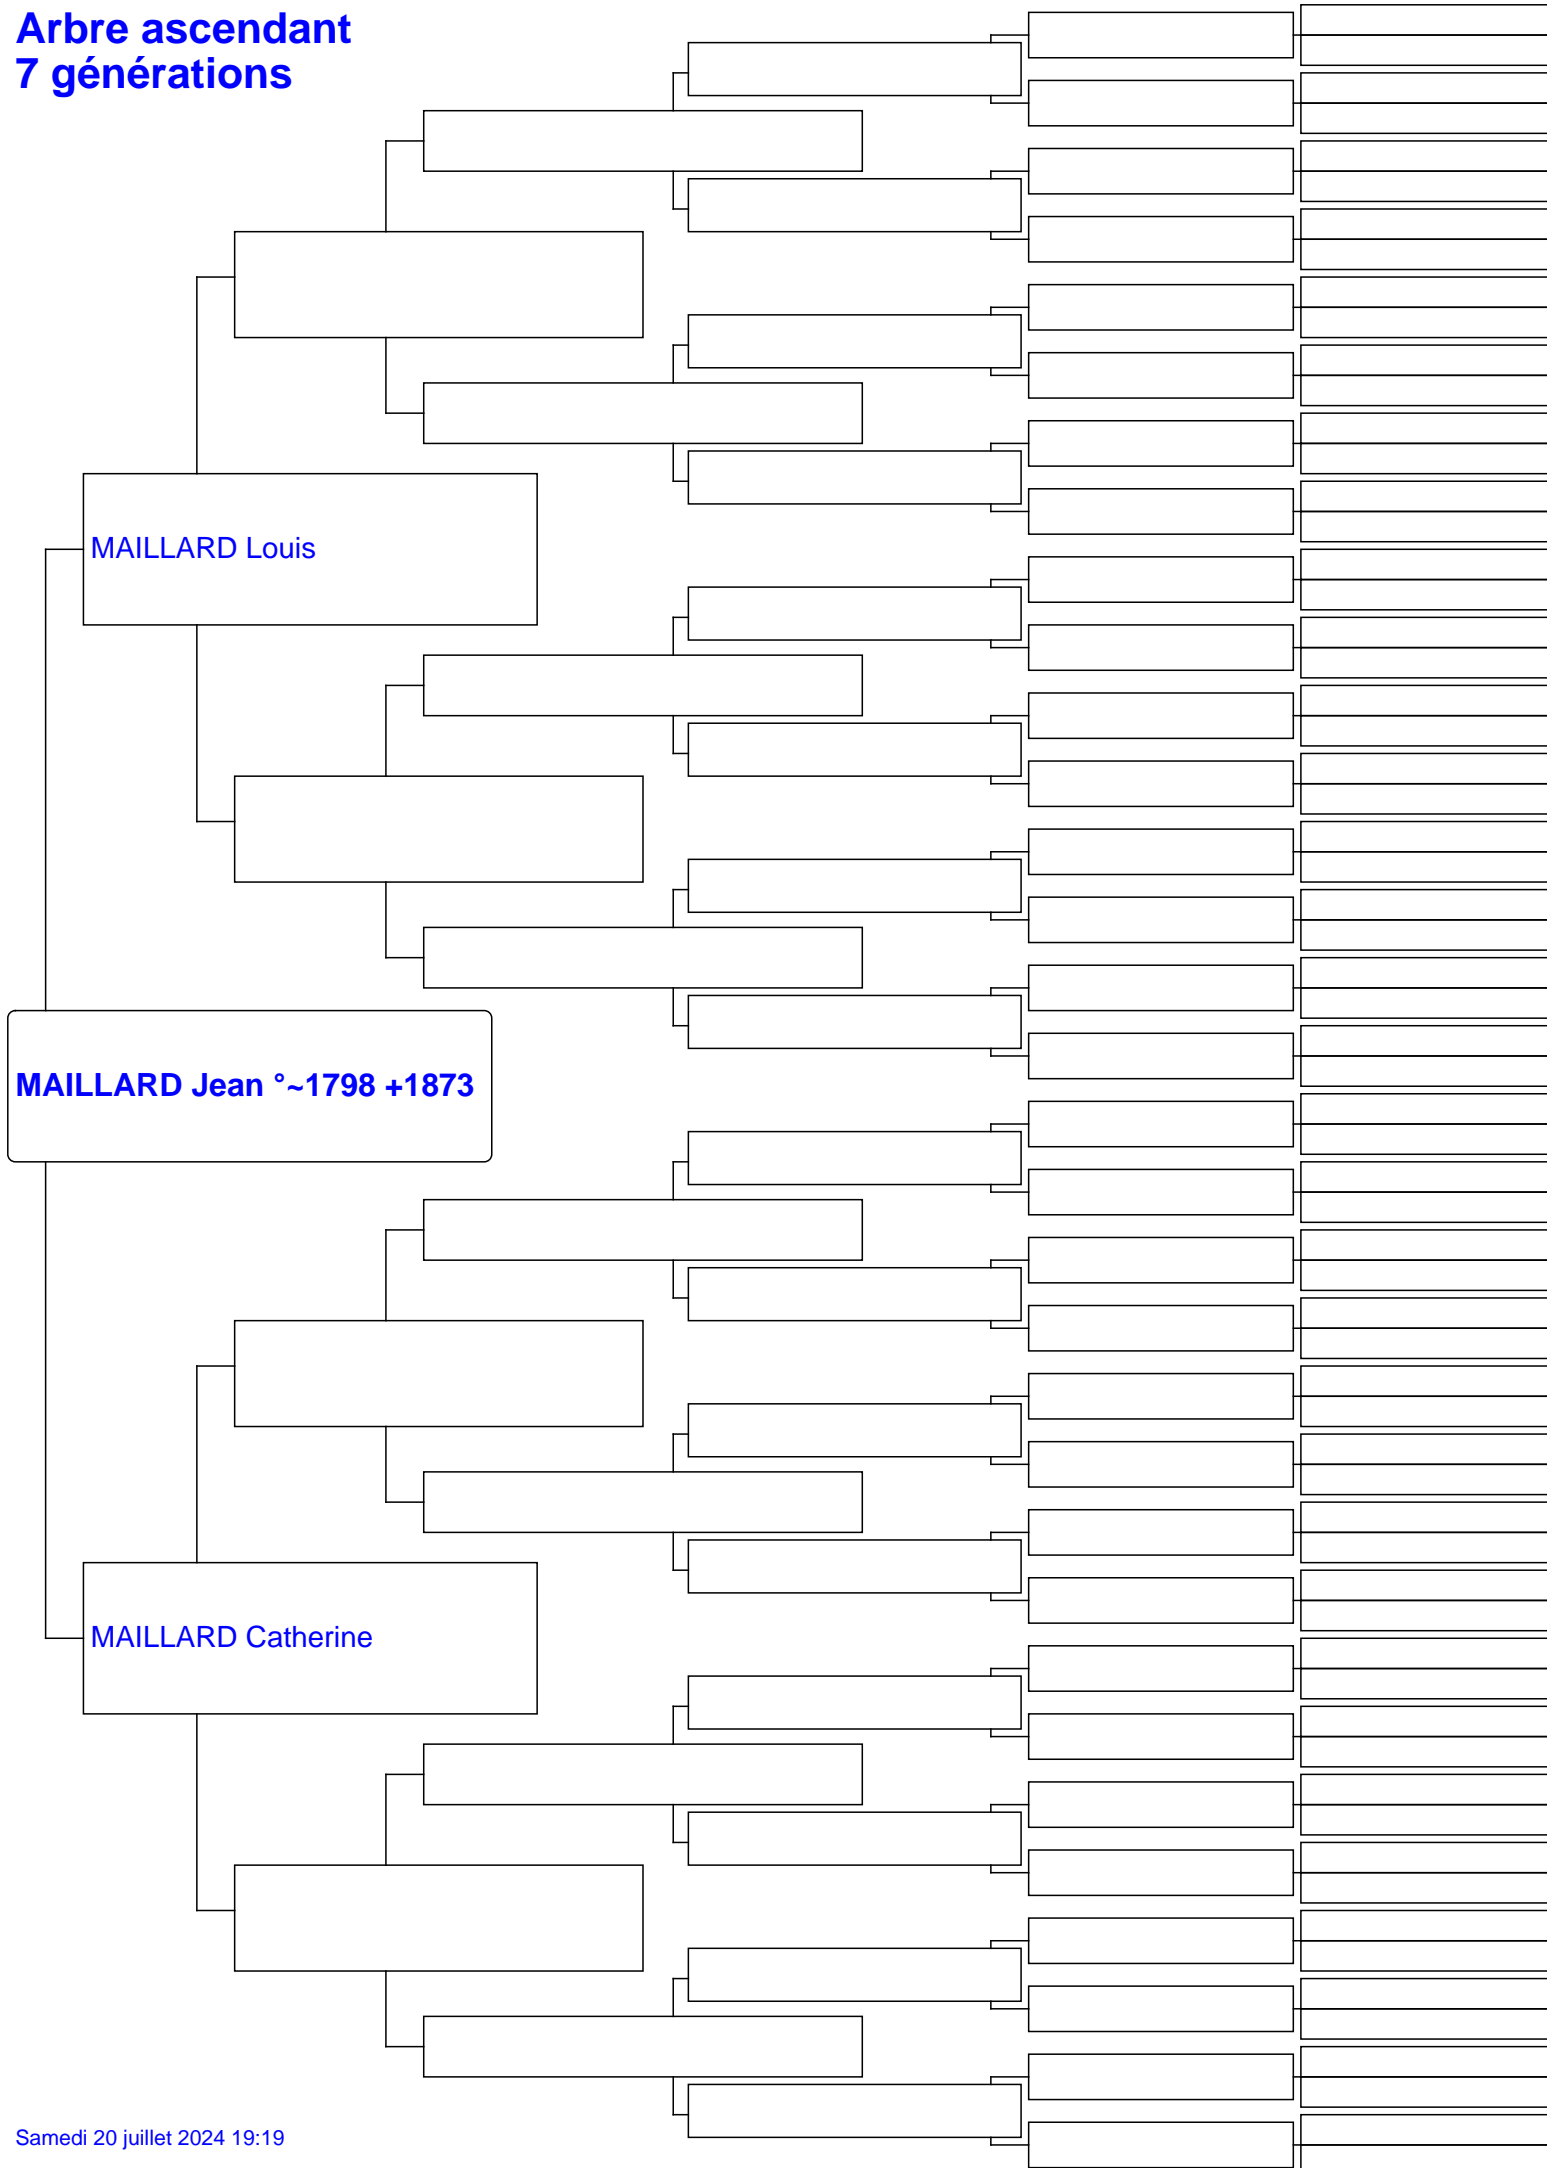 Arbre ascendant
7 générations
MAILLARD Louis
MAILLARD Jean °~1798 +1873
MAILLARD Catherine
Samedi 20 juillet 2024 19:19